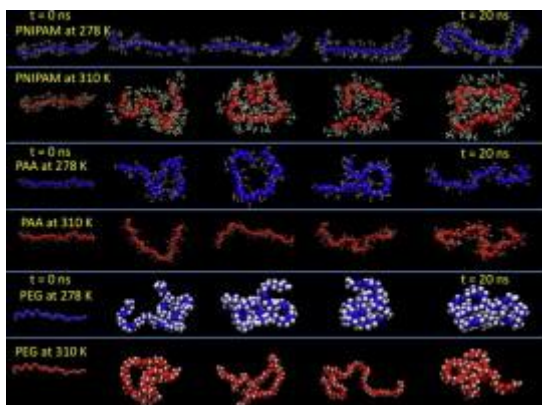 t = 0 ns
t = 20 ns
PNIPAM at 278 K
PNIPAM at 310 K
t = 0 ns
t = 20 ns
PAA at 278 K
PAA at 310 K
t = 0 ns
t = 20 ns
PEG at 278 K
PEG at 310 K